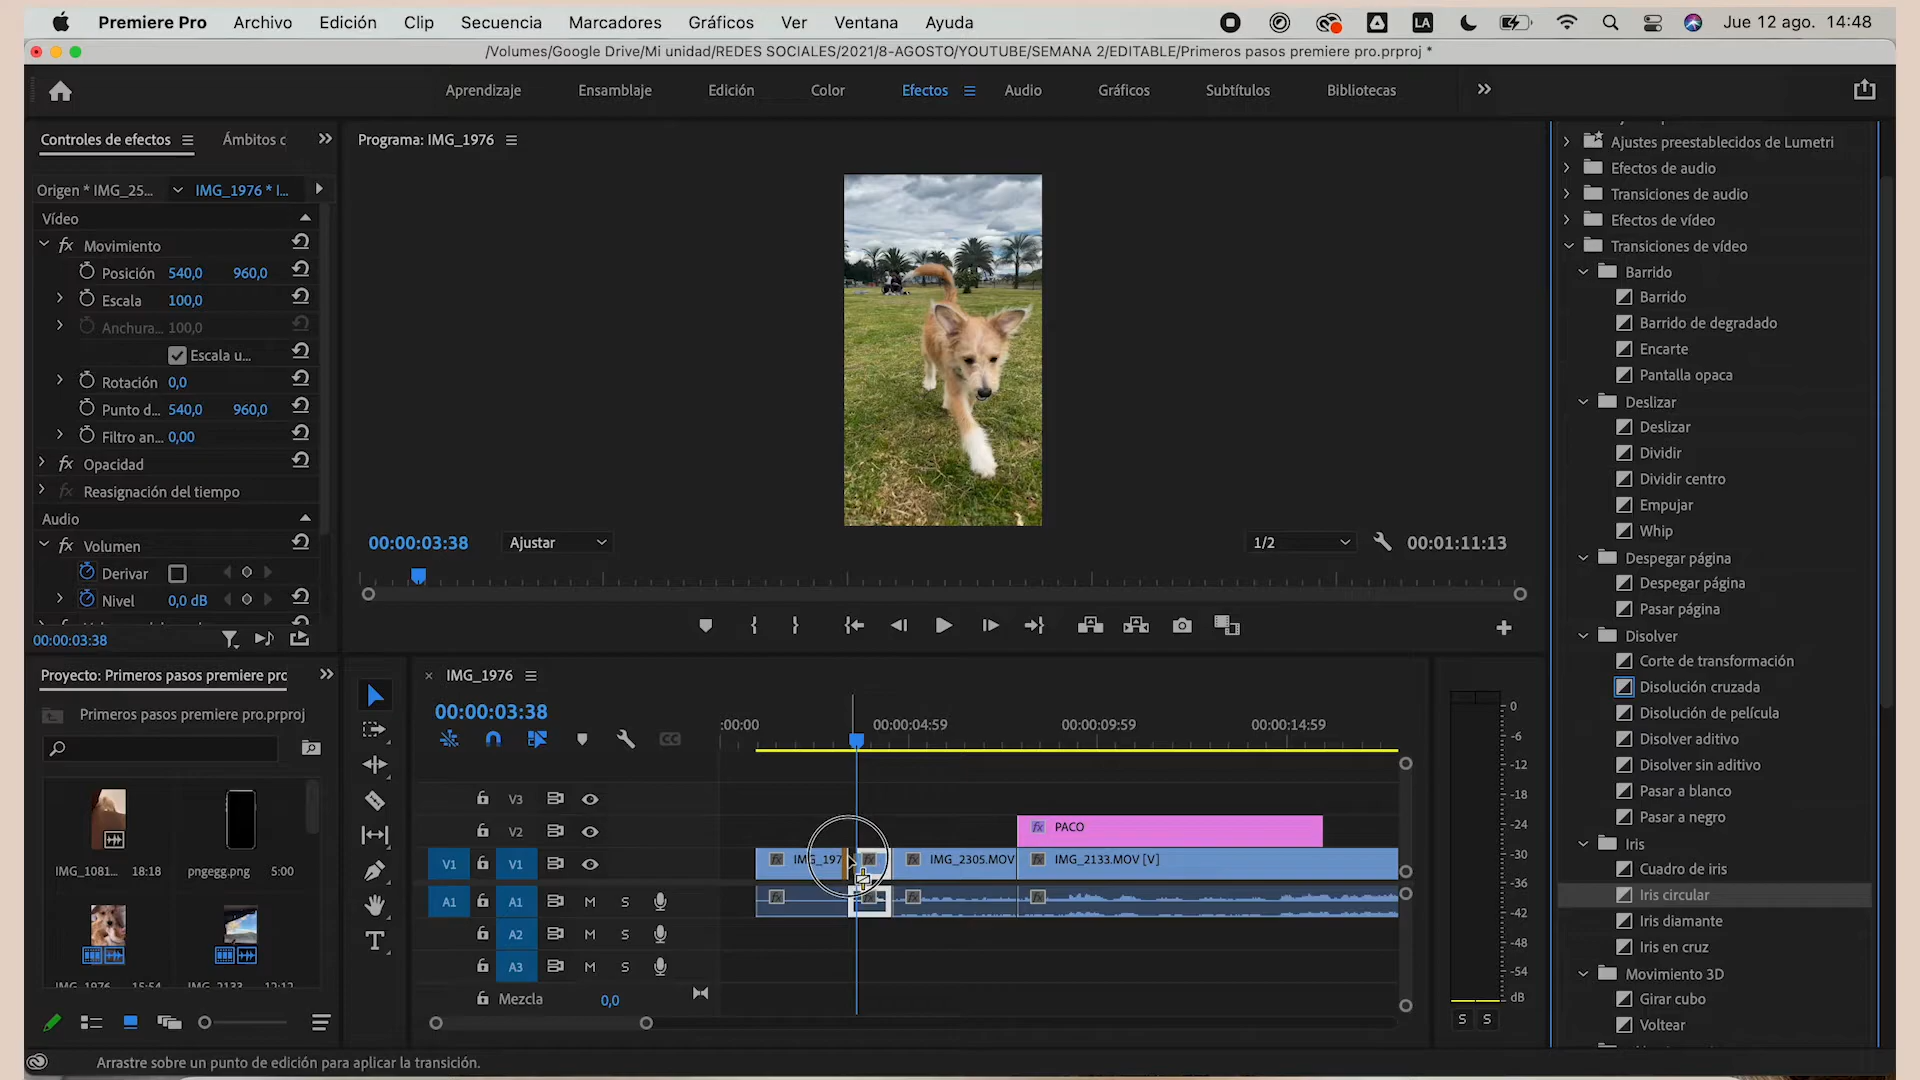 Premiere Pro Archivo Edición Clip Secuencia Marcadores Gráficos Ver Ventana Ayuda LA Jue 12 ago. 14:48
/Volumes/Google Drive/Mi unidad/REDES SOCIALES/2021/8-AGOSTO/YOUTUBE/SEMANA 2/EDITABLE/Primeros pasos premiere pro.prproj *
Aprendizaje Ensamblaje Edición Color Efectos Audio Gráficos Subtítulos Bibliotecas
Controles de efectos Ámbitos c
Origen * IMG_25... IMG_1976 * I...
Vídeo
fx Movimiento
Posición 540,0 960,0
Escala 100,0
Anchura... 100,0
Escala u...
Rotación 0,0
Punto d... 540,0 960,0
Filtro an... 0,00
fx Opacidad
fx Reasignación del tiempo
Audio
fx Volumen
Derivar
Nivel 0,0 dB
00:00:03:38
Programa: IMG_1976
00:00:03:38 Ajustar 1/2 00:01:11:13
Proyecto: Primeros pasos premiere prc
Primeros pasos premiere pro.prproj
IMG_1081... 18:18
pngegg.png 5:00
IMG_1976 15:54
IMG_2133 12:12
IMG_1976
00:00:03:38
:00:00 00:00:04:59 00:00:09:59 00:00:14:59
CC
V3
V2
fx PACO
V1 V1
fx IMG_197 fx fx IMG_2305.MOV fx IMG_2133.MOV [V]
A1 A1 M S
A2 M S
A3 M S
Mezcla 0,0
0
-6
-12
-18
-24
-30
-36
-42
-48
-54
dB
S S
Ajustes preestablecidos de Lumetri
Efectos de audio
Transiciones de audio
Efectos de vídeo
Transiciones de vídeo
Barrido
Barrido
Barrido de degradado
Encarte
Pantalla opaca
Deslizar
Deslizar
Dividir
Dividir centro
Empujar
Whip
Despegar página
Despegar página
Pasar página
Disolver
Corte de transformación
Disolución cruzada
Disolución de película
Disolver aditivo
Disolver sin aditivo
Pasar a blanco
Pasar a negro
Iris
Cuadro de iris
Iris circular
Iris diamante
Iris en cruz
Movimiento 3D
Girar cubo
Voltear
Arrastre sobre un punto de edición para aplicar la transición.